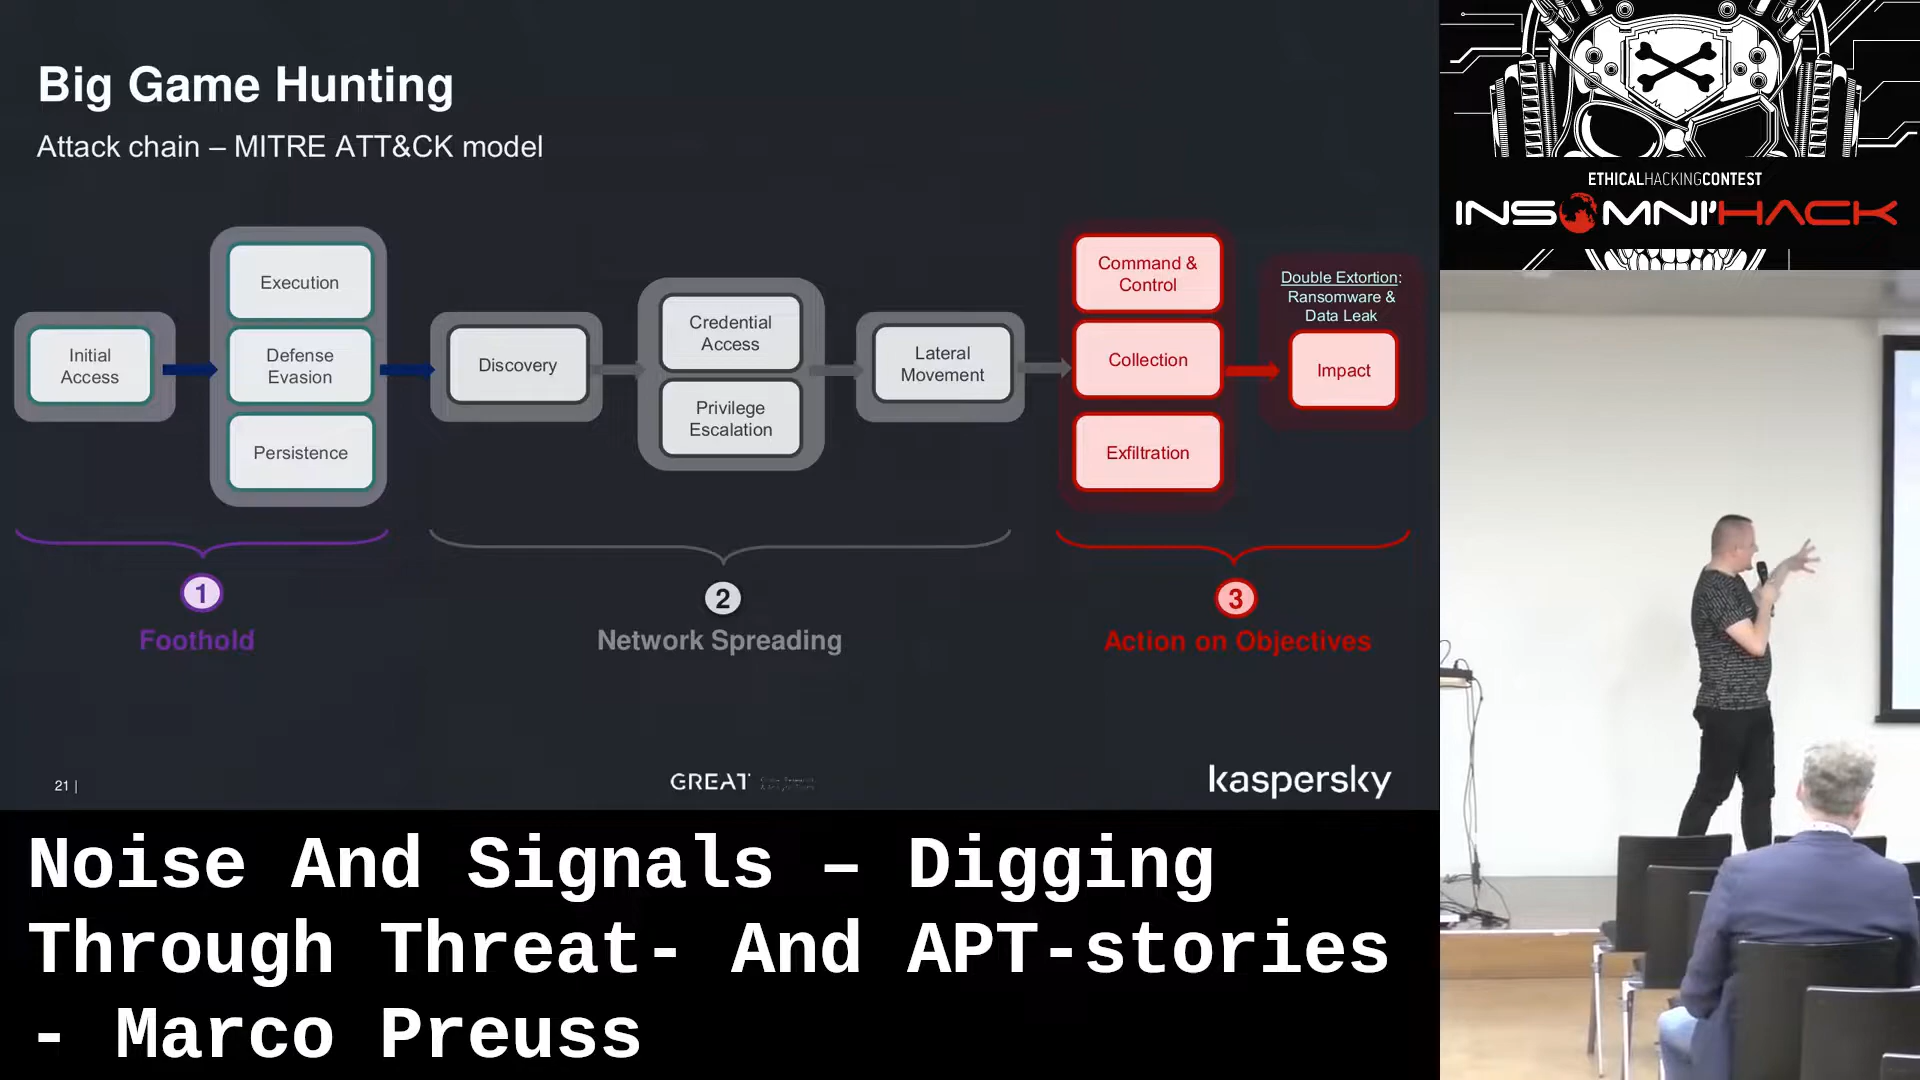 Big Game Hunting
Attack chain – MITRE ATT&CK model
Initial
Access
Execution
Defense
Evasion
Persistence
Discovery
Credential
Access
Privilege
Escalation
Lateral
Movement
Command &
Control
Collection
Exfiltration
Double Extortion:
Ransomware &
Data Leak
Impact
1
Foothold
2
Network Spreading
3
Action on Objectives
21 |
GREAT
kaspersky
ETHICALHACKINGCONTEST
INSOMNI'HACK
Noise And Signals – Digging
Through Threat- And APT-stories
- Marco Preuss